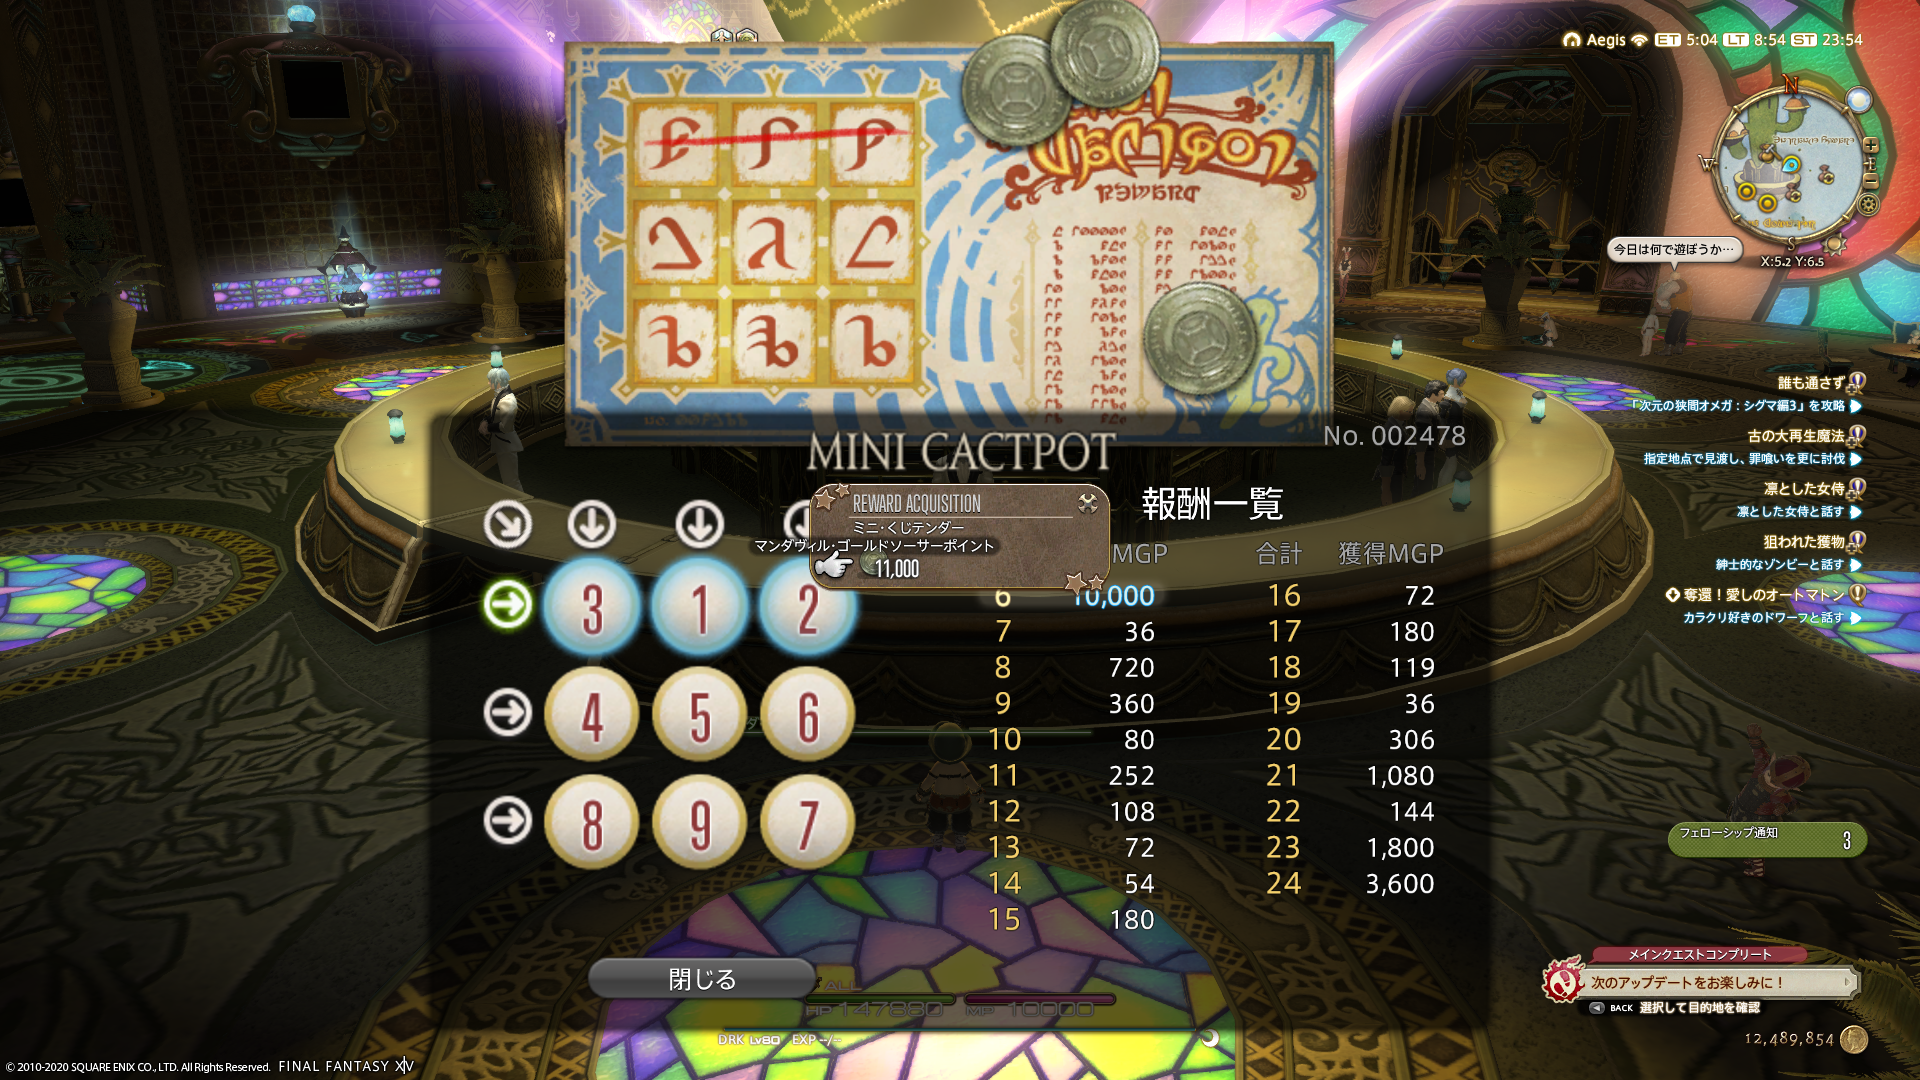 Aegis ET 5:04 LT 8:54 ST 23:54
N
W
E
S
X:5.2 Y:6.5
今日は何で遊ぼうか…
誰も通さず
「次元の狭間オメガ：シグマ編3」を攻略
古の大再生魔法
指定地点で見渡し、罪喰いを更に討伐
凛とした女侍
凛とした女侍と話す
狙われた獲物
紳士的なゾンビーと話す
奪還！愛しのオートマトン
カラクリ好きのドワーフと話す
No. 002478
MINI CACTPOT
REWARD ACQUISITION
ミニ・くじテンダー
マンダヴィル・ゴールドソーサーポイント
11,000
報酬一覧
MGP 合計 獲得MGP
3 1 2
4 5 6
8 9 7
6 10,000 16 72
7 36 17 180
8 720 18 119
9 360 19 36
10 80 20 306
11 252 21 1,080
12 108 22 144
13 72 23 1,800
14 54 24 3,600
15 180
閉じる
ALL
HP 147880 MP 10000
DRK Lv80 EXP --/--
フェローシップ通知 3
メインクエストコンプリート
次のアップデートをお楽しみに！
BACK 選択して目的地を確認
12,489,854
© 2010-2020 SQUARE ENIX CO., LTD. All Rights Reserved. FINAL FANTASY XIV